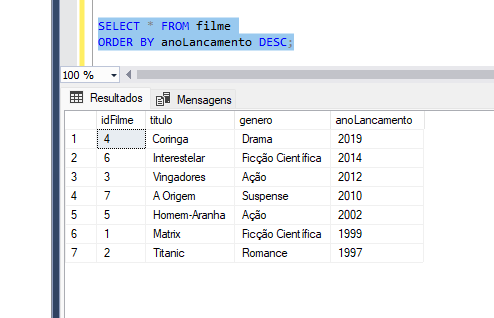 SELECT * FROM filme
ORDER BY anoLancamento DESC;
100 %
Resultados Mensagens
idFilme titulo genero anoLancamento
1 4 Coringa Drama 2019
2 6 Interestelar Ficção Científica 2014
3 3 Vingadores Ação 2012
4 7 A Origem Suspense 2010
5 5 Homem-Aranha Ação 2002
6 1 Matrix Ficção Científica 1999
7 2 Titanic Romance 1997